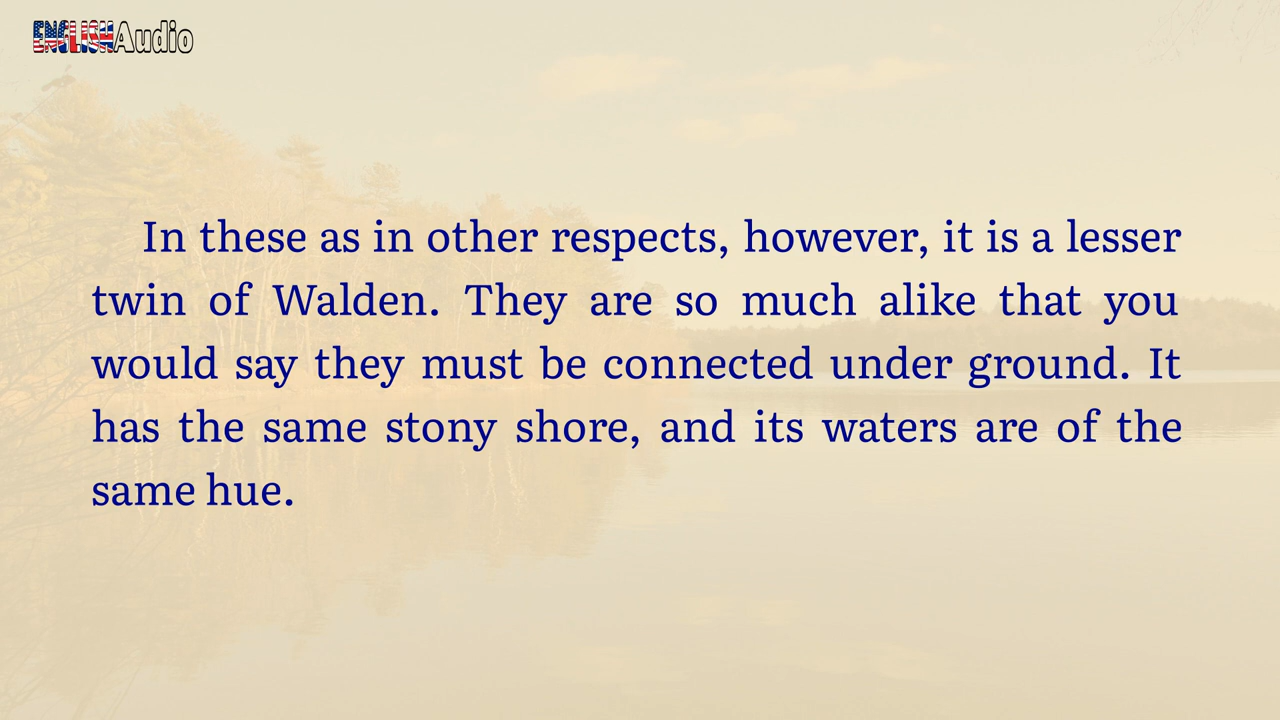 ENGLISHAudio
In these as in other respects, however, it is a lesser
twin of Walden. They are so much alike that you
would say they must be connected under ground. It
has the same stony shore, and its waters are of the
same hue.